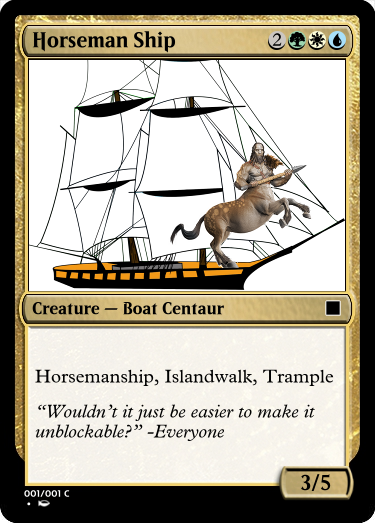 Horseman Ship 2
Creature — Boat Centaur
Horsemanship, Islandwalk, Trample
“Wouldn’t it just be easier to make it
unblockable?” -Everyone
3/5
001/001 C